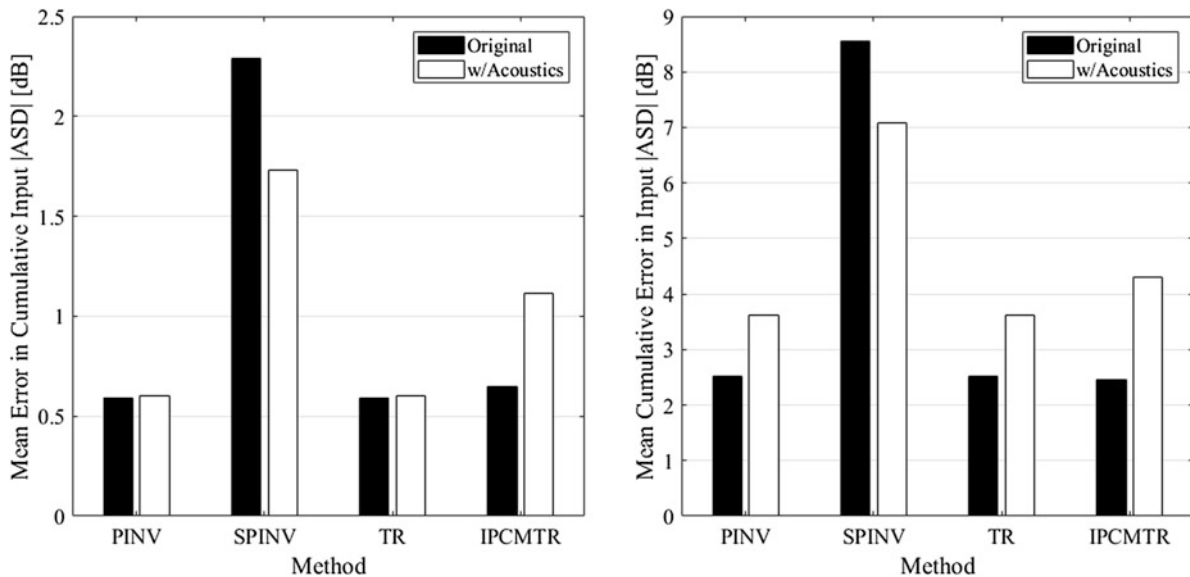 Mean Error in Cumulative Input |ASD| [dB]
2.5
2
1.5
1
0.5
0
Original
w/Acoustics
PINV
SPINV
TR
IPCMTR
Method
Mean Cumulative Error in Input |ASD| [dB]
9
8
7
6
5
4
3
2
1
0
Original
w/Acoustics
PINV
SPINV
TR
IPCMTR
Method